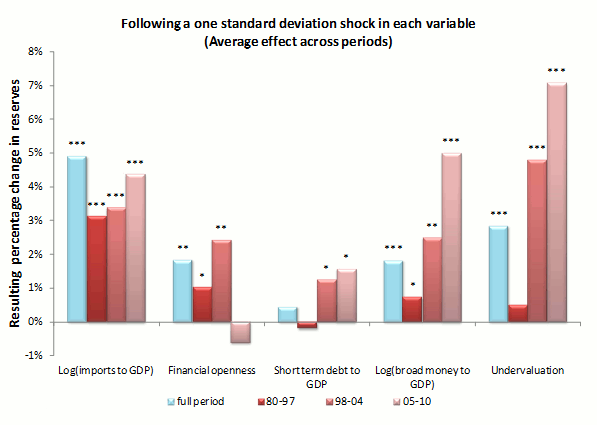 Following a one standard deviation shock in each variable
(Average effect across periods)
Resulting percentage change in reserves
8%
7%
6%
5%
4%
3%
2%
1%
0%
-1%
***
***
***
***
**
*
**
*
*
***
*
**
***
***
***
***
Log(imports to GDP)
Financial openness
Short term debt to
GDP
Log(broad money to
GDP)
Undervaluation
full period
80-97
98-04
05-10